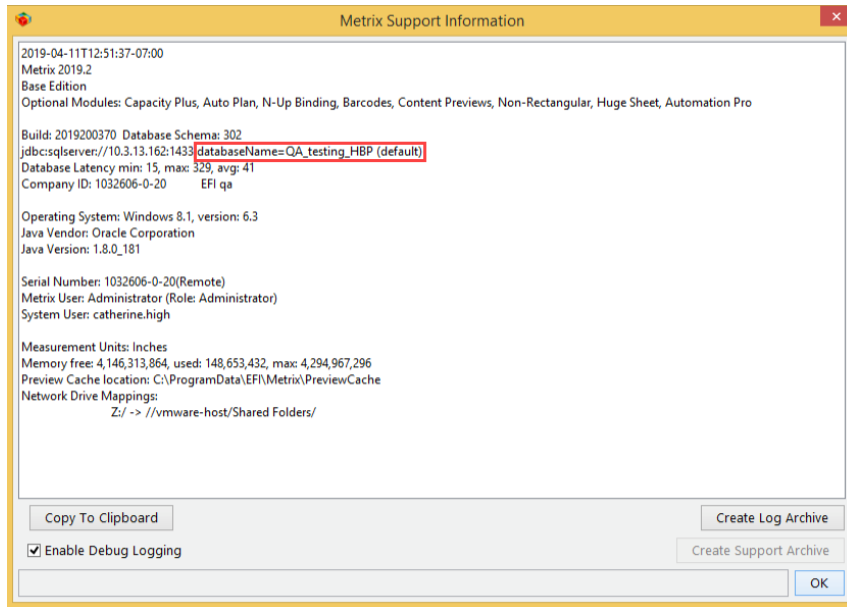 Metrix Support Information
2019-04-11T12:51:37-07:00
Metrix 2019.2
Base Edition
Optional Modules: Capacity Plus, Auto Plan, N-Up Binding, Barcodes, Content Previews, Non-Rectangular, Huge Sheet, Automation Pro
Build: 2019200370 Database Schema: 302
jdbc:sqlserver://10.3.13.162:1433 databaseName=QA_testing_HBP (default)
Database Latency min: 15, max: 329, avg: 41
Company ID: 1032606-0-20 EFI qa
Operating System: Windows 8.1, version: 6.3
Java Vendor: Oracle Corporation
Java Version: 1.8.0_181
Serial Number: 1032606-0-20(Remote)
Metrix User: Administrator (Role: Administrator)
System User: catherine.high
Measurement Units: Inches
Memory free: 4,146,313,864, used: 148,653,432, max: 4,294,967,296
Preview Cache location: C:\ProgramData\EFI\Metrix\PreviewCache
Network Drive Mappings:
Z:/ -> //vmware-host/Shared Folders/
Copy To Clipboard
Create Log Archive
Enable Debug Logging
Create Support Archive
OK